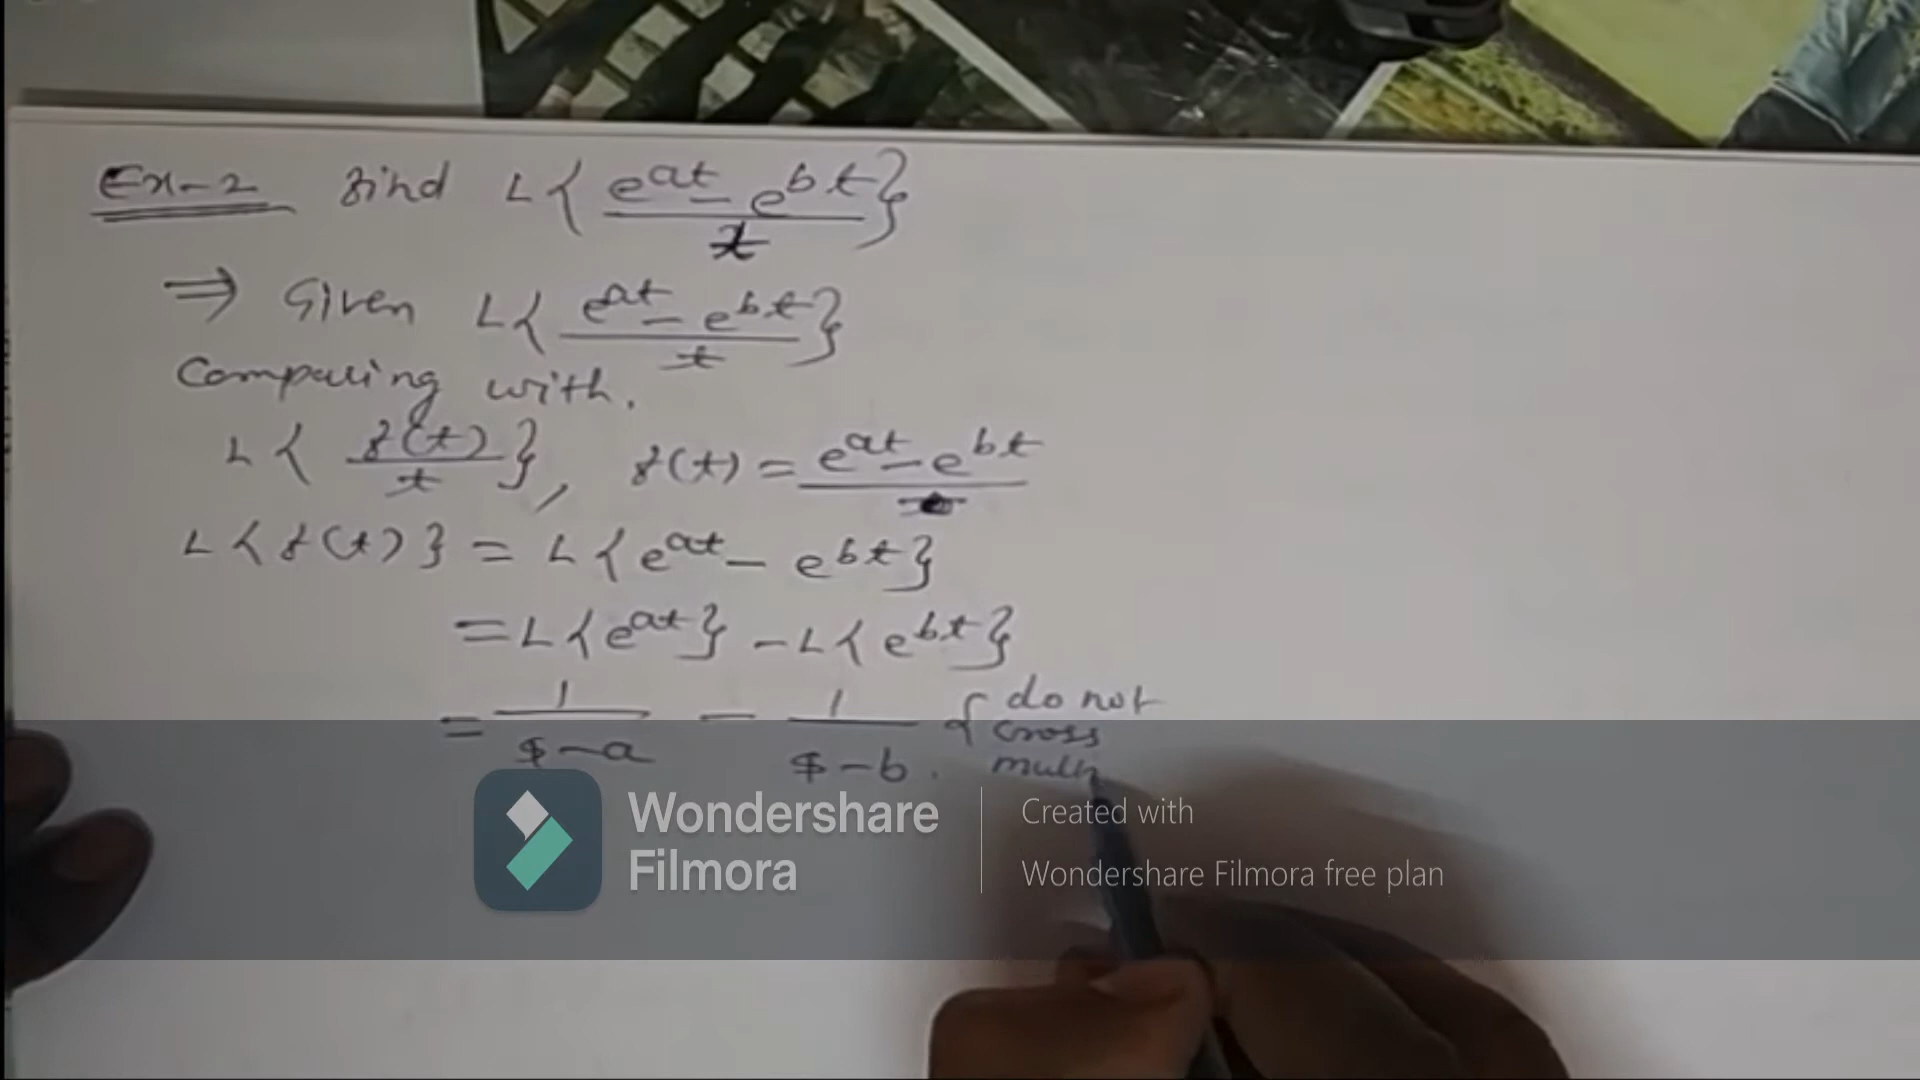 Ex-2 find L{ e^at - e^bt / t }
⇒ Given L{ e^at - e^bt / t }
Comparing with.
L{ f(t) / t }, f(t) = e^at - e^bt
L{f(t)} = L{e^at - e^bt}
= L{e^at} - L{e^bt}
= 1/s-a - 1/s-b. { do not
cross
mult
Wondershare
Filmora
Created with
Wondershare Filmora free plan